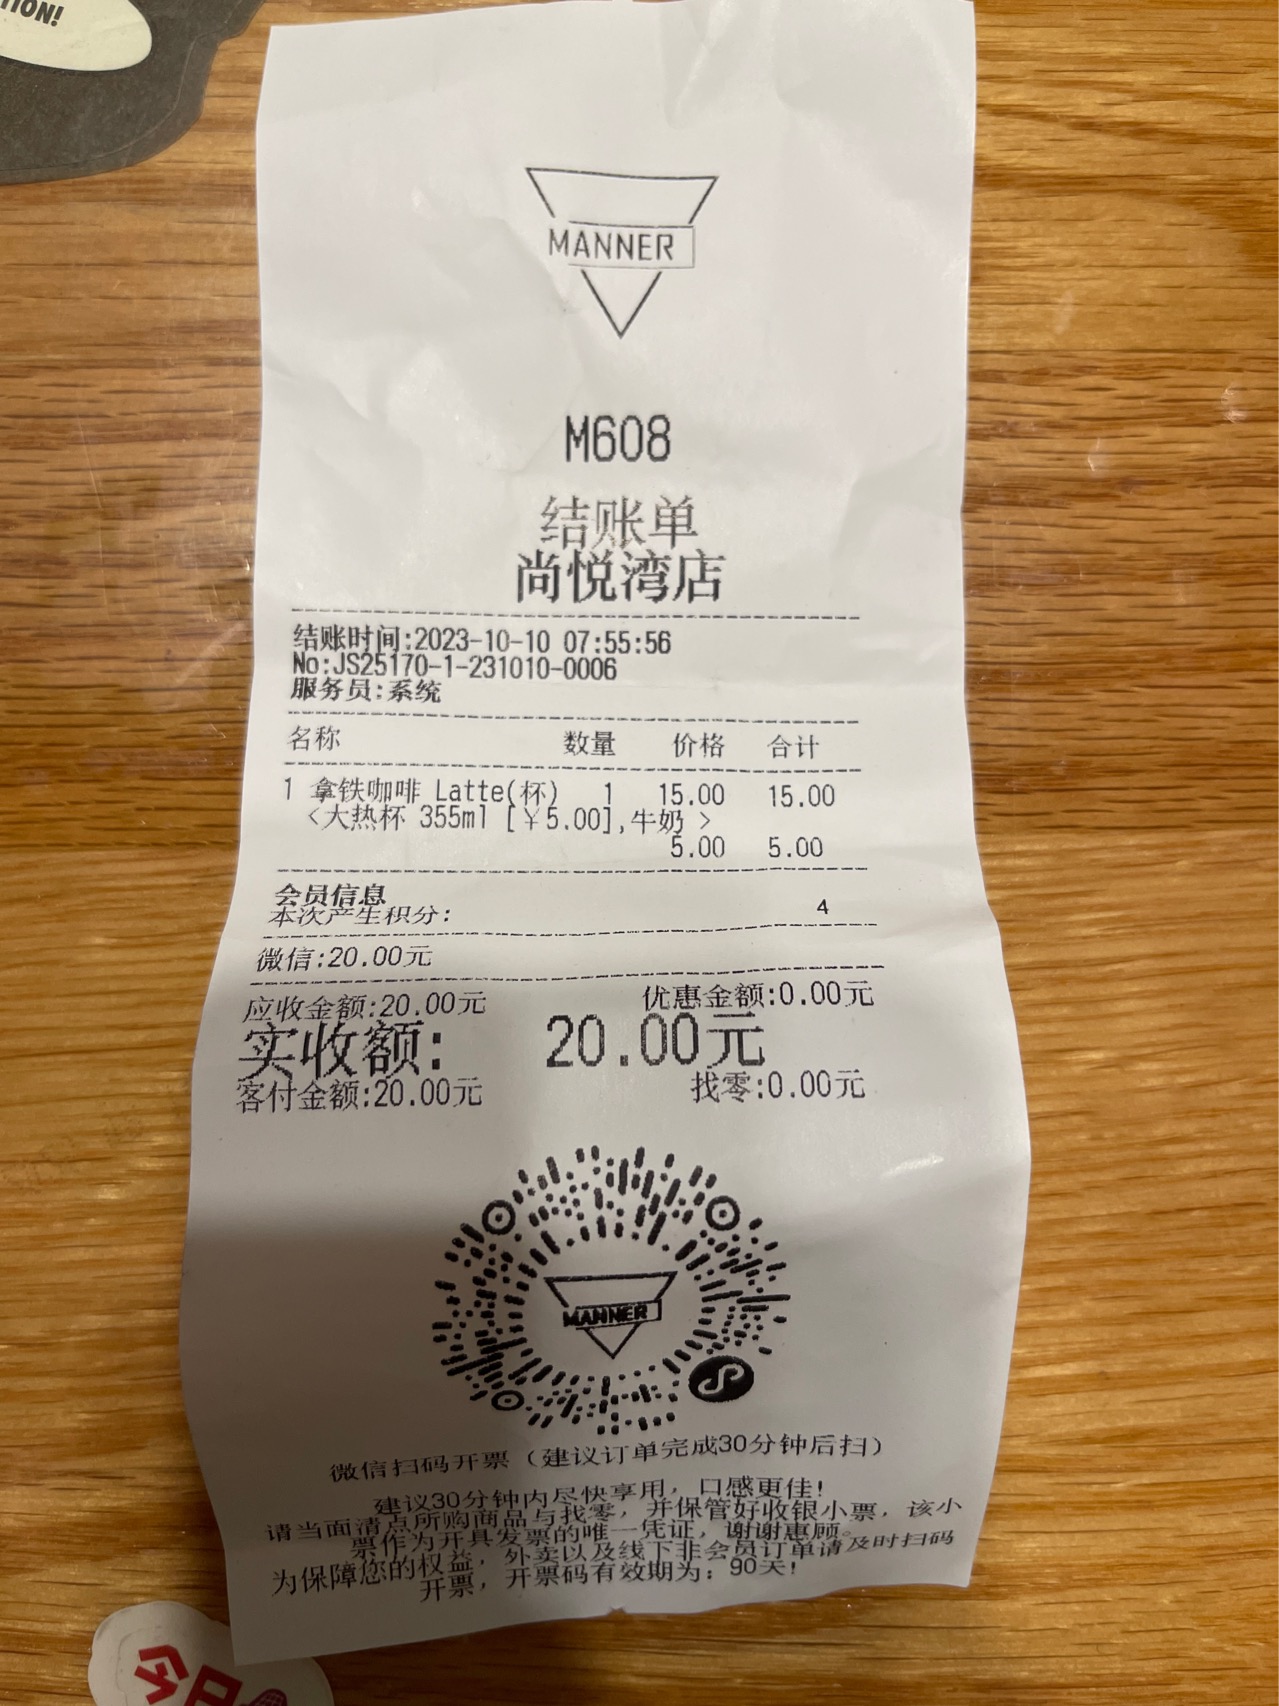 TION!
MANNER
M608
结账单
尚悦湾店
结账时间:2023-10-10 07:55:56
No:JS25170-1-231010-0006
服务员:系统
名称 数量 价格 合计
1 拿铁咖啡 Latte(杯) 1 15.00 15.00
<大热杯 355ml [￥5.00],牛奶 >
5.00 5.00
会员信息
本次产生积分: 4
微信:20.00元
应收金额:20.00元 优惠金额:0.00元
实收额: 20.00元
客付金额:20.00元 找零:0.00元
MANNER
微信扫码开票（建议订单完成30分钟后扫）
建议30分钟内尽快享用，口感更佳!
请当面清点所购商品与找零，并保管好收银小票，该小
票作为开具发票的唯一凭证，谢谢惠顾。
为保障您的权益，外卖以及线下非会员订单请及时扫码
开票，开票码有效期为：90天!
今日